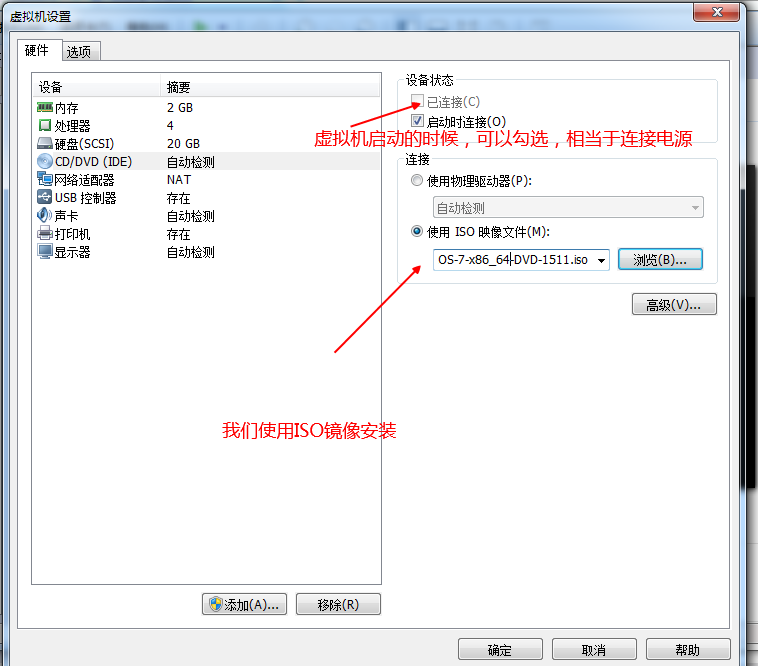 虚拟机设置
硬件 选项
设备 摘要
内存 2 GB
处理器 4
硬盘(SCSI) 20 GB
CD/DVD (IDE) 自动检测
网络适配器 NAT
USB 控制器 存在
声卡 自动检测
打印机 存在
显示器 自动检测
添加(A)... 移除(R)
设备状态
已连接(C)
启动时连接(O)
虚拟机启动的时候，可以勾选，相当于连接电源
连接
使用物理驱动器(P):
自动检测
使用 ISO 映像文件(M):
OS-7-x86_64-DVD-1511.iso 浏览(B)...
高级(V)...
我们使用ISO镜像安装
确定 取消 帮助